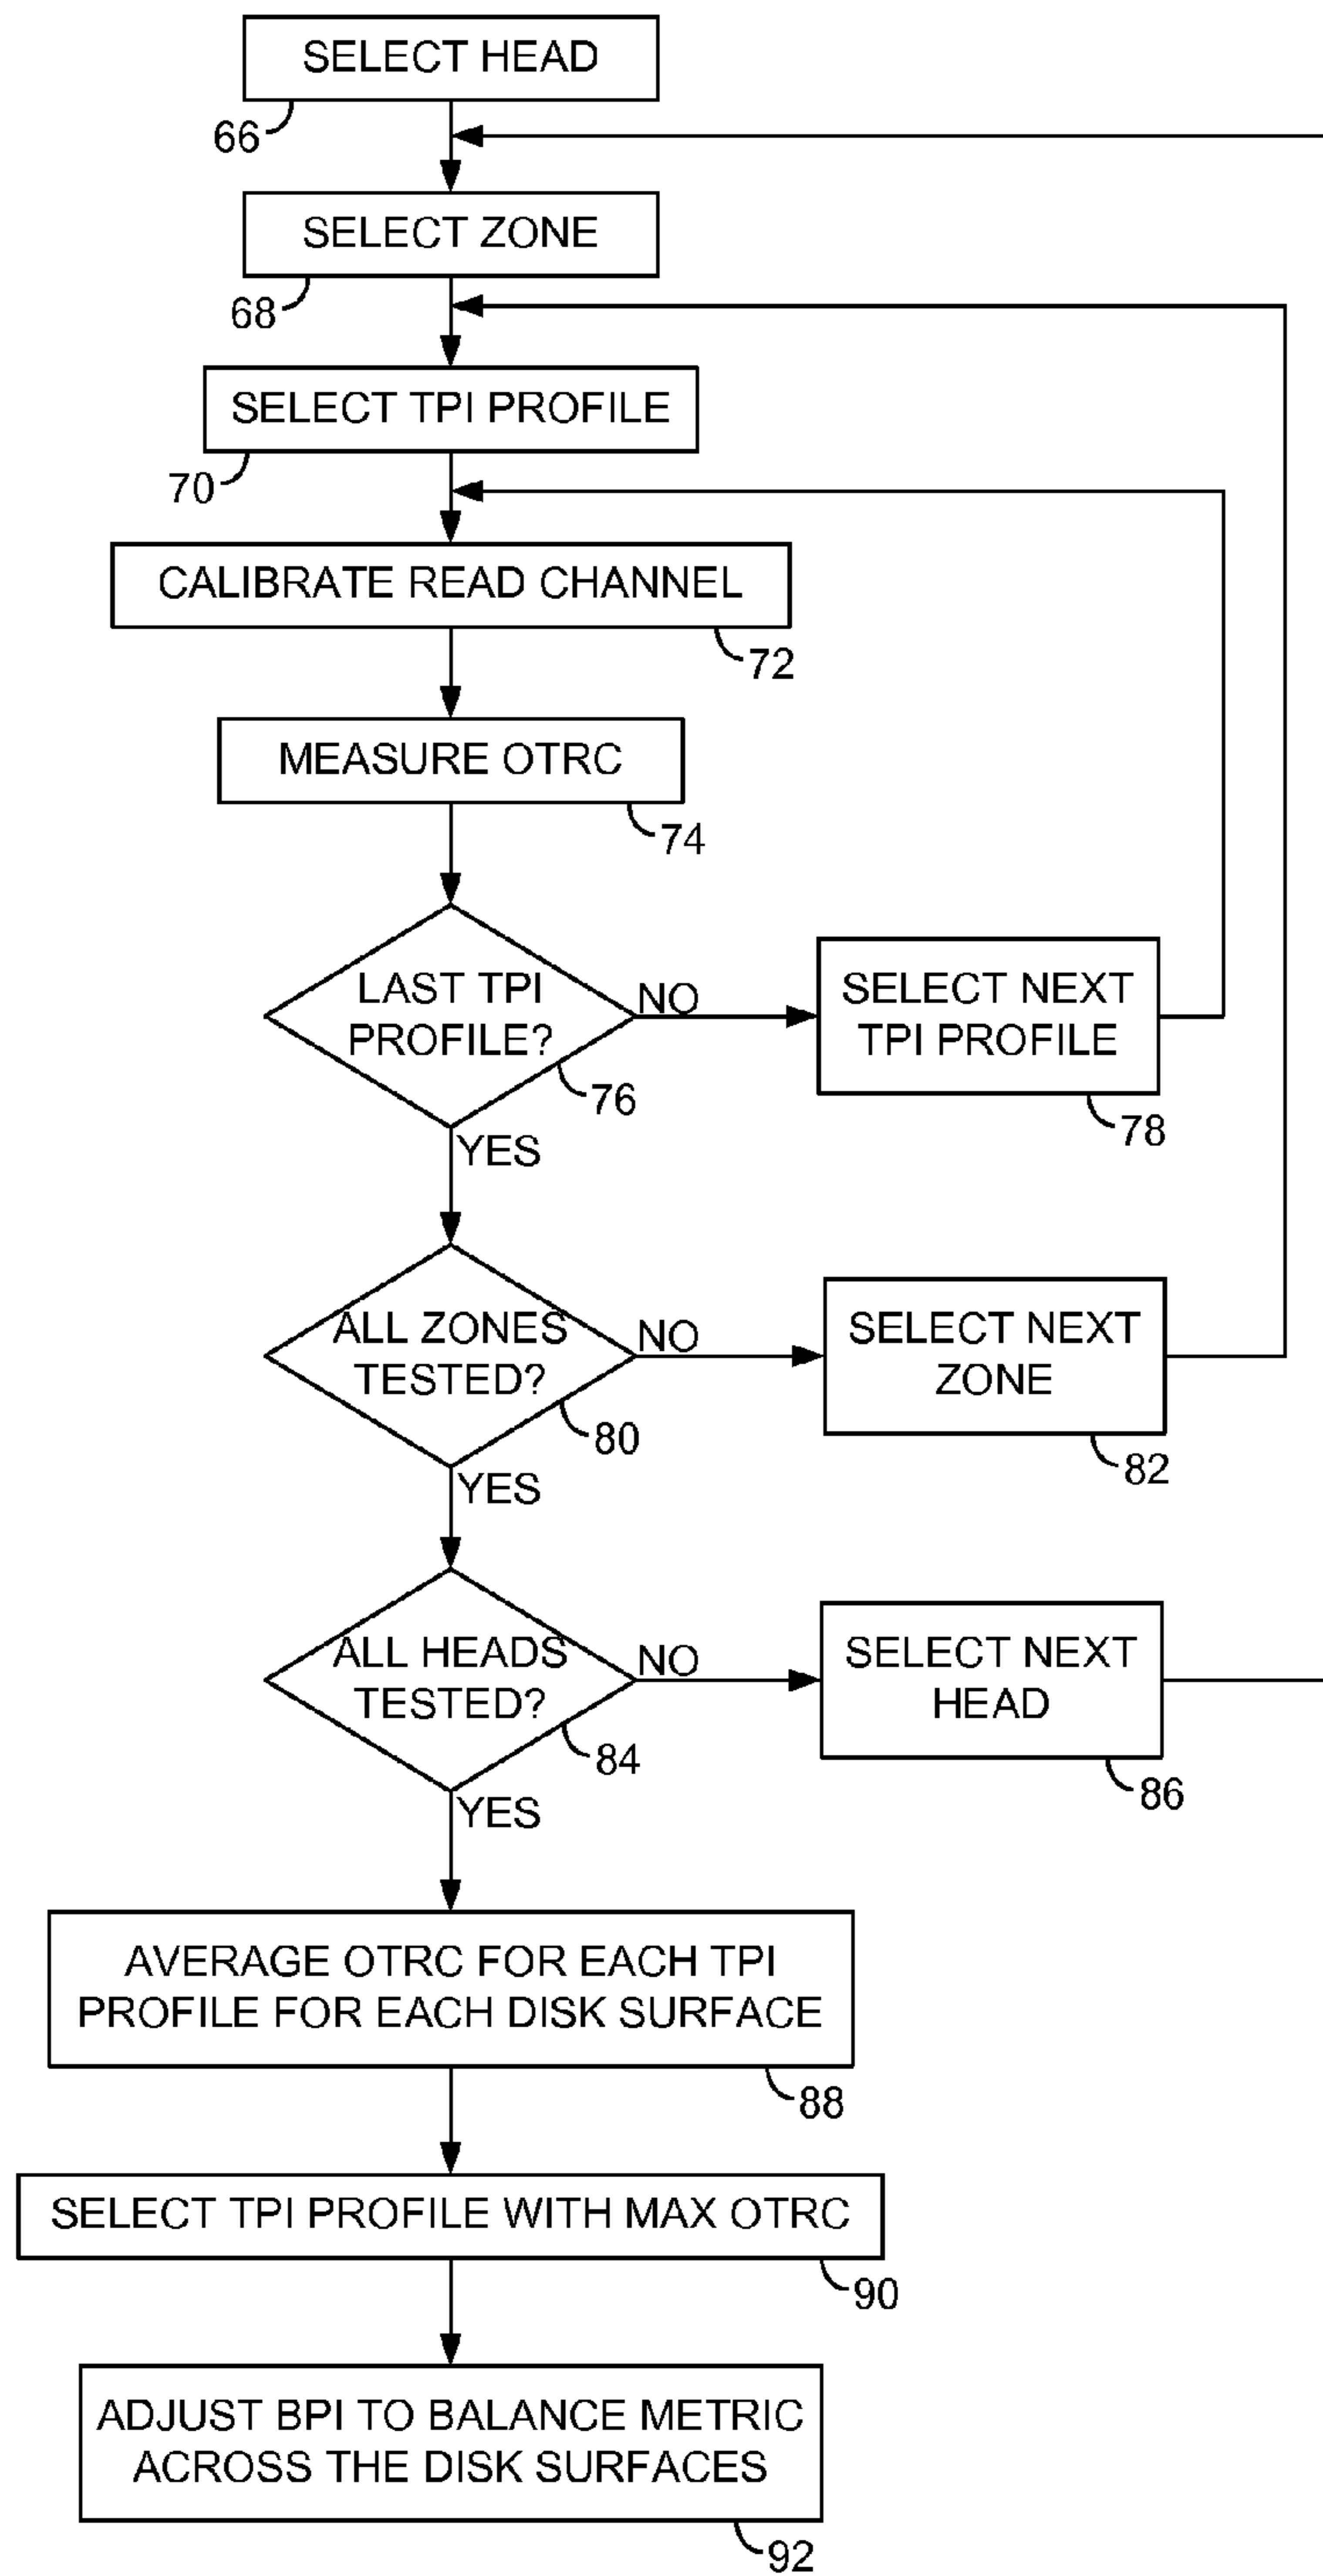 SELECT HEAD
66
SELECT ZONE
68
SELECT TPI PROFILE
70
CALIBRATE READ CHANNEL
72
MEASURE OTRC
74
LAST TPI
PROFILE?
76
NO
SELECT NEXT
TPI PROFILE
78
YES
ALL ZONES
TESTED?
80
NO
SELECT NEXT
ZONE
82
YES
ALL HEADS
TESTED?
84
NO
SELECT NEXT
HEAD
86
YES
AVERAGE OTRC FOR EACH TPI
PROFILE FOR EACH DISK SURFACE
88
SELECT TPI PROFILE WITH MAX OTRC
90
ADJUST BPI TO BALANCE METRIC
ACROSS THE DISK SURFACES
92